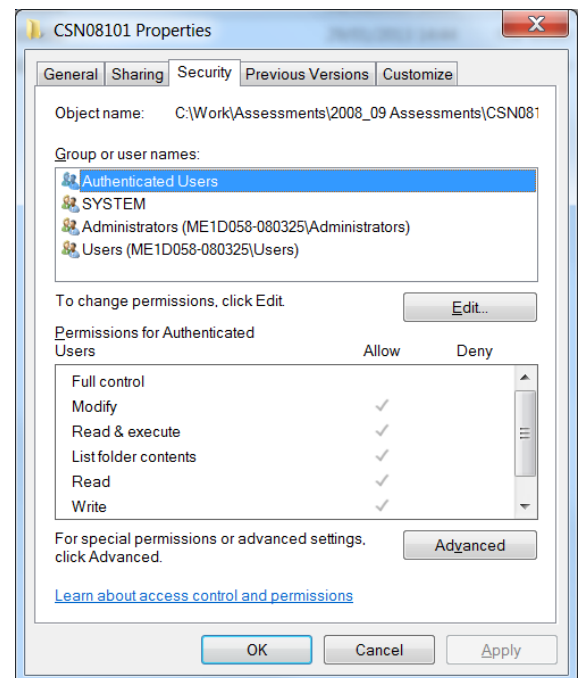 CSN08101 Properties
General Sharing Security Previous Versions Customize
Object name: C:\Work\Assessments\2008_09 Assessments\CSN081
Group or user names:
Authenticated Users
SYSTEM
Administrators (ME1D058-080325\Administrators)
Users (ME1D058-080325\Users)
To change permissions, click Edit.
Edit...
Permissions for Authenticated
Users Allow Deny
Full control
Modify
Read & execute
List folder contents
Read
Write
For special permissions or advanced settings,
click Advanced.
Advanced
Learn about access control and permissions
OK Cancel Apply